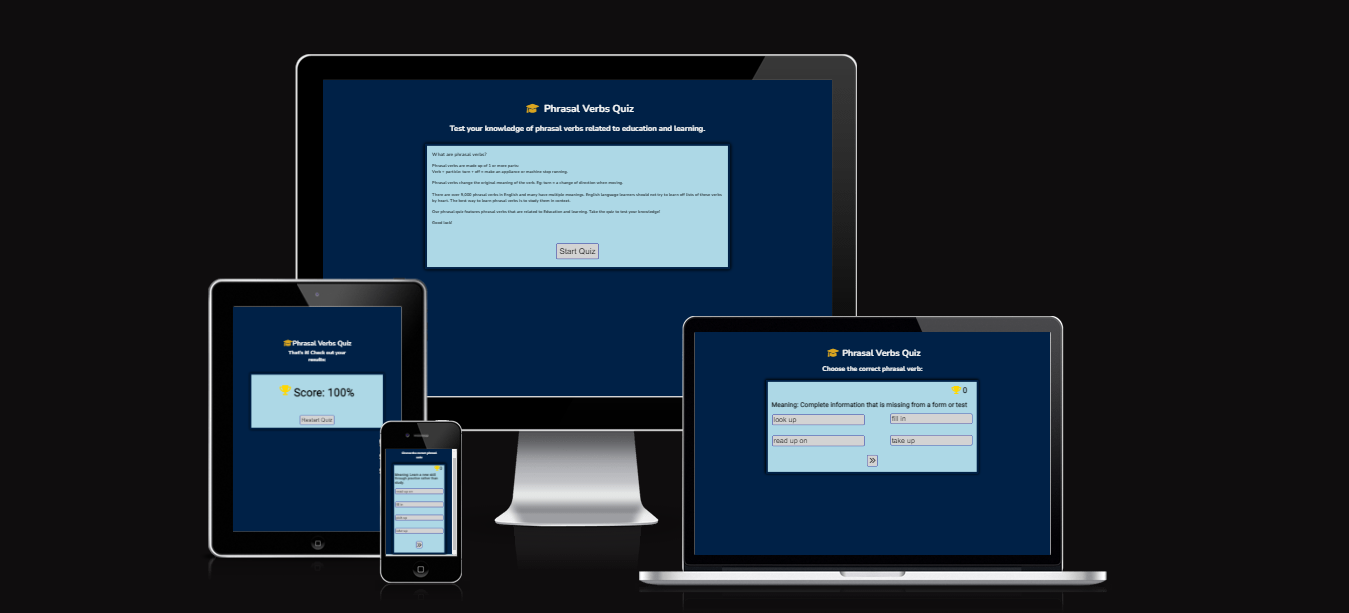 Phrasal Verbs Quiz
Test your knowledge of phrasal verbs related to education and learning.
What are phrasal verbs?
Phrasal verbs are made up of 2 or more parts:
Verb + particle: turn + off = make an appliance or machine stop running.
Phrasal verbs change the original meaning of the verb. Eg: turn = a change of direction when moving.
There are over 5,000 phrasal verbs in English and many have multiple meanings. English language learners should not try to learn off lists of these verbs
by heart. The best way to learn phrasal verbs is to study them in context.
Our phrasal quiz features phrasal verbs that are related to Education and learning. Take the quiz to test your knowledge!
Good luck!
Start Quiz
Phrasal Verbs Quiz
That's it! Check out your
results:
Score: 100%
Restart Quiz
Choose the correct phrasal
verb:
Meaning: Learn a new skill
through practice rather than
study.
fill in
Phrasal Verbs Quiz
Choose the correct phrasal verb:
0
Meaning: Complete information that is missing from a form or test
look up
fill in
read up on
take up
»